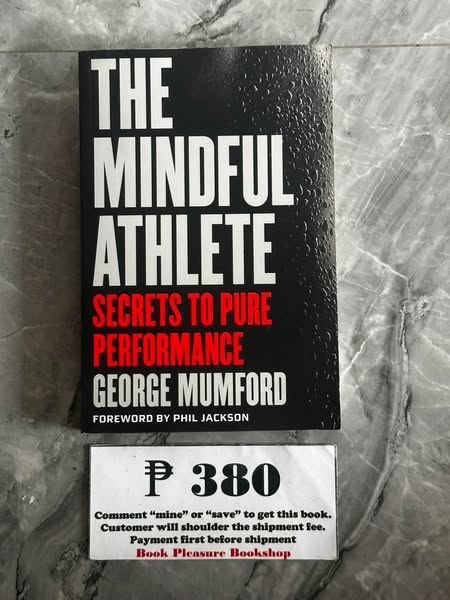 THE
MINDFUL
ATHLETE
SECRETS TO PURE
PERFORMANCE
GEORGE MUMFORD
FOREWORD BY PHIL JACKSON
₱ 380
Comment “mine” or “save” to get this book.
Customer will shoulder the shipment fee.
Payment first before shipment
Book Pleasure Bookshop